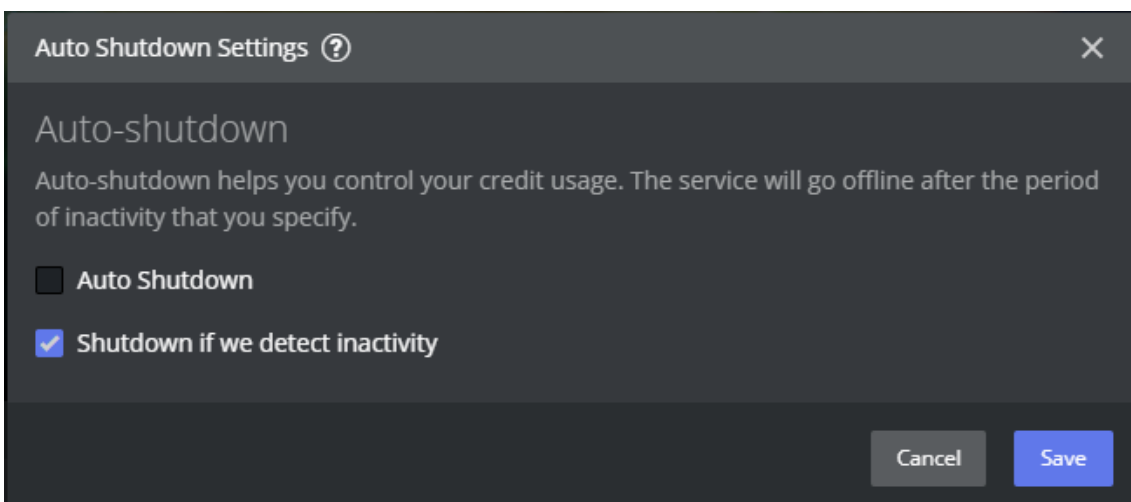 Auto Shutdown Settings ?
Auto-shutdown
Auto-shutdown helps you control your credit usage. The service will go offline after the period
of inactivity that you specify.
Auto Shutdown
Shutdown if we detect inactivity
Cancel
Save